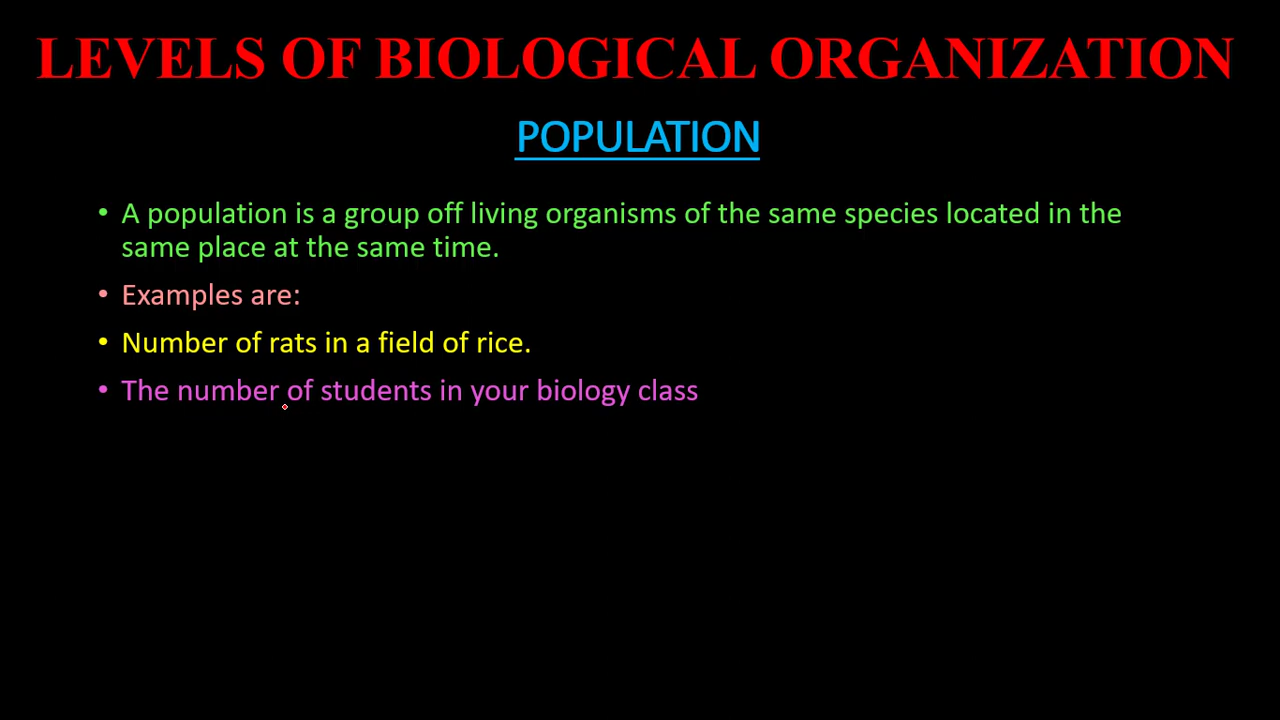 LEVELS OF BIOLOGICAL ORGANIZATION
POPULATION
• A population is a group off living organisms of the same species located in the
same place at the same time.
• Examples are:
• Number of rats in a field of rice.
• The number of students in your biology class